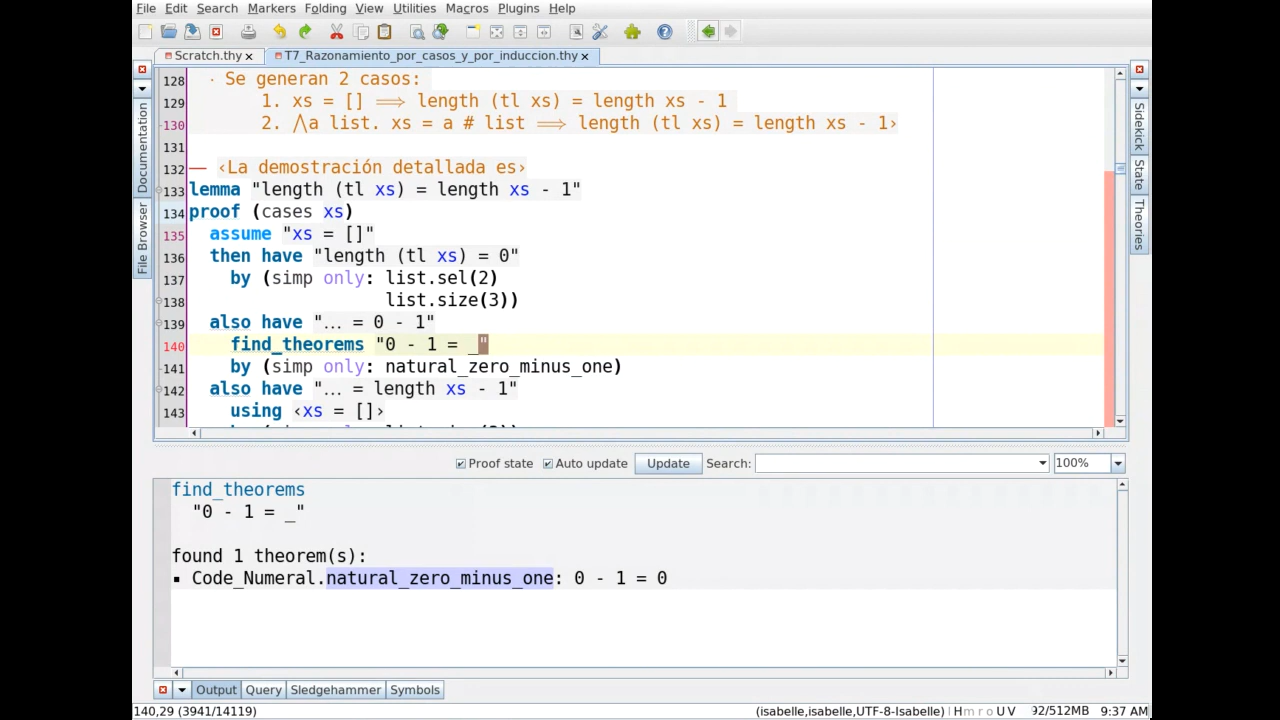 File Edit Search Markers Folding View Utilities Macros Plugins Help
Scratch.thy T7_Razonamiento_por_casos_y_por_induccion.thy
128 · Se generan 2 casos:
129 1. xs = [] ⟹ length (tl xs) = length xs - 1
130 2. ⋀a list. xs = a # list ⟹ length (tl xs) = length xs - 1›
131
132 — ‹La demostración detallada es›
133 lemma "length (tl xs) = length xs - 1"
134 proof (cases xs)
135 assume "xs = []"
136 then have "length (tl xs) = 0"
137 by (simp only: list.sel(2)
138 list.size(3))
139 also have "… = 0 - 1"
140 find_theorems "0 - 1 = _"
141 by (simp only: natural_zero_minus_one)
142 also have "… = length xs - 1"
143 using ‹xs = []›
Documentation
File Browser
Sidekick
State
Theories
Proof state Auto update Update Search: 100%
find_theorems
"0 - 1 = _"
found 1 theorem(s):
▪ Code_Numeral.natural_zero_minus_one: 0 - 1 = 0
Output Query Sledgehammer Symbols
140,29 (3941/14119) (isabelle,isabelle,UTF-8-Isabelle) | H m r o U V 92/512MB 9:37 AM